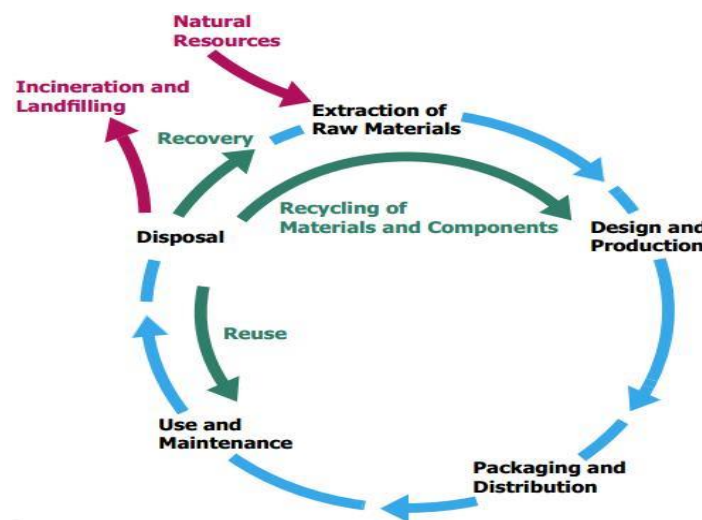 Natural
Resources
Incineration and
Landfilling
Extraction of
Raw Materials
Recovery
Recycling of
Materials and Components
Disposal
Design and
Production
Reuse
Use and
Maintenance
Packaging and
Distribution